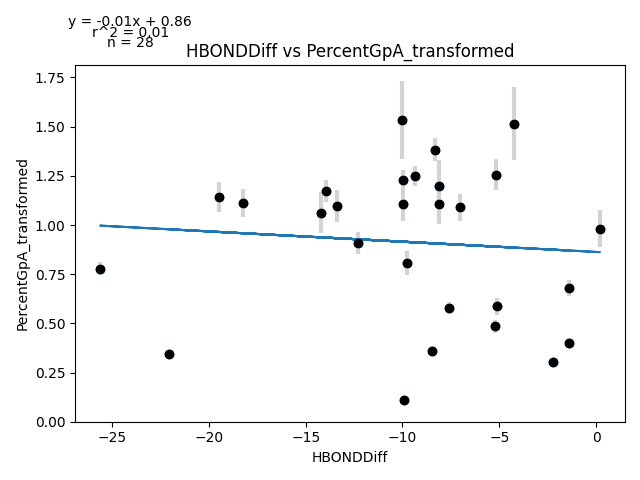 y = -0.01x + 0.86
r^2 = 0.01
n = 28
HBONDDiff vs PercentGpA_transformed
PercentGpA_transformed
1.75
1.50
1.25
1.00
0.75
0.50
0.25
0.00
−25
−20
−15
−10
−5
0
HBONDDiff